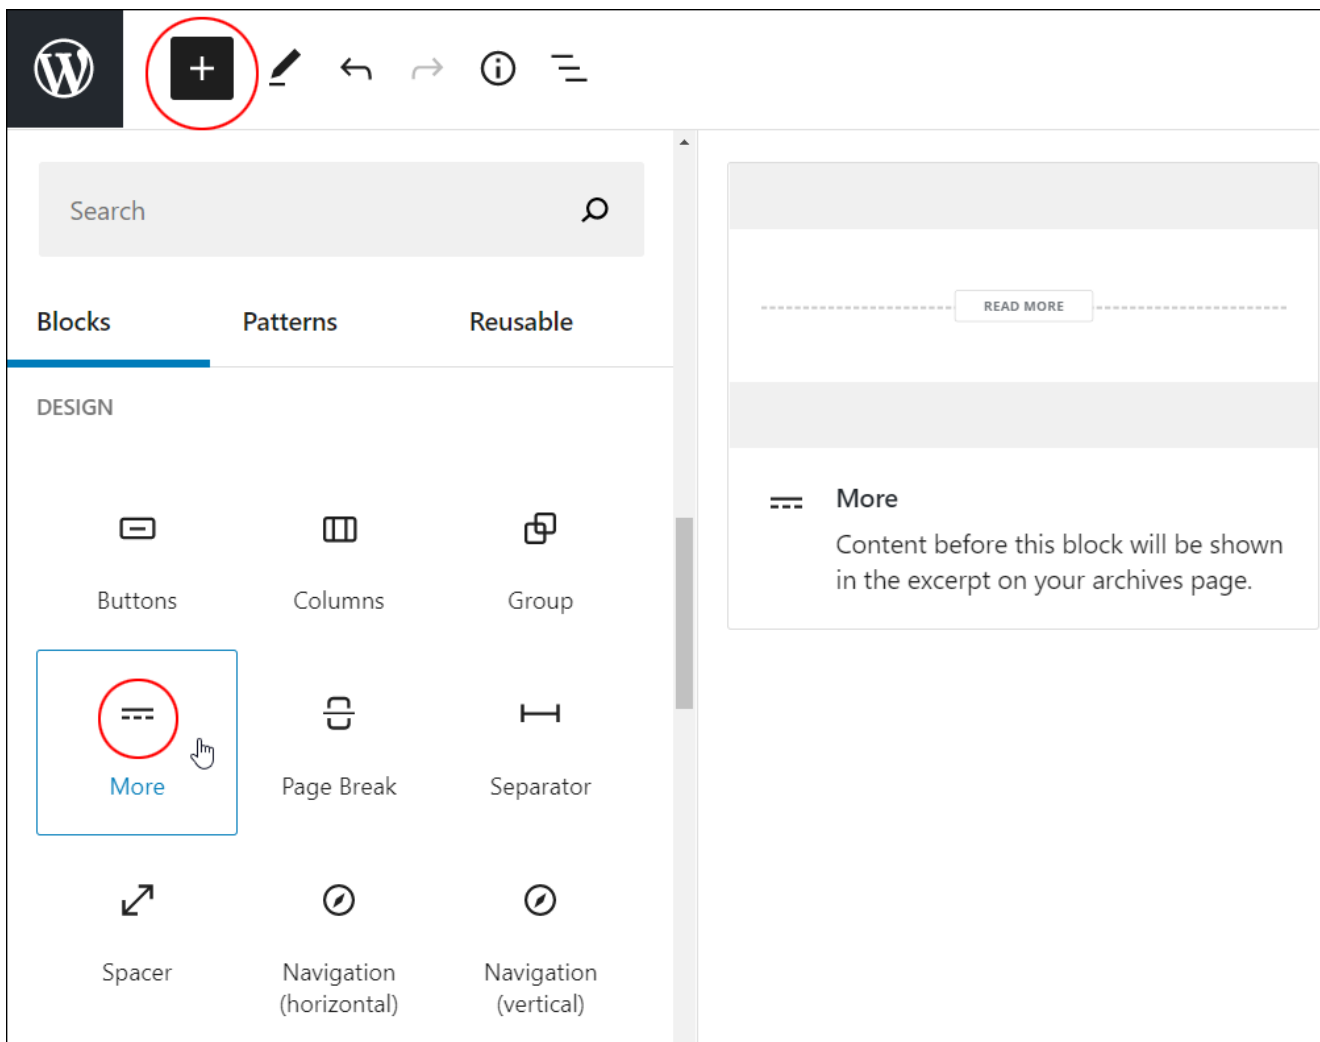 Search
Blocks
Patterns
Reusable
DESIGN
Buttons
Columns
Group
More
Page Break
Separator
Spacer
Navigation
(horizontal)
Navigation
(vertical)
READ MORE
More
Content before this block will be shown
in the excerpt on your archives page.